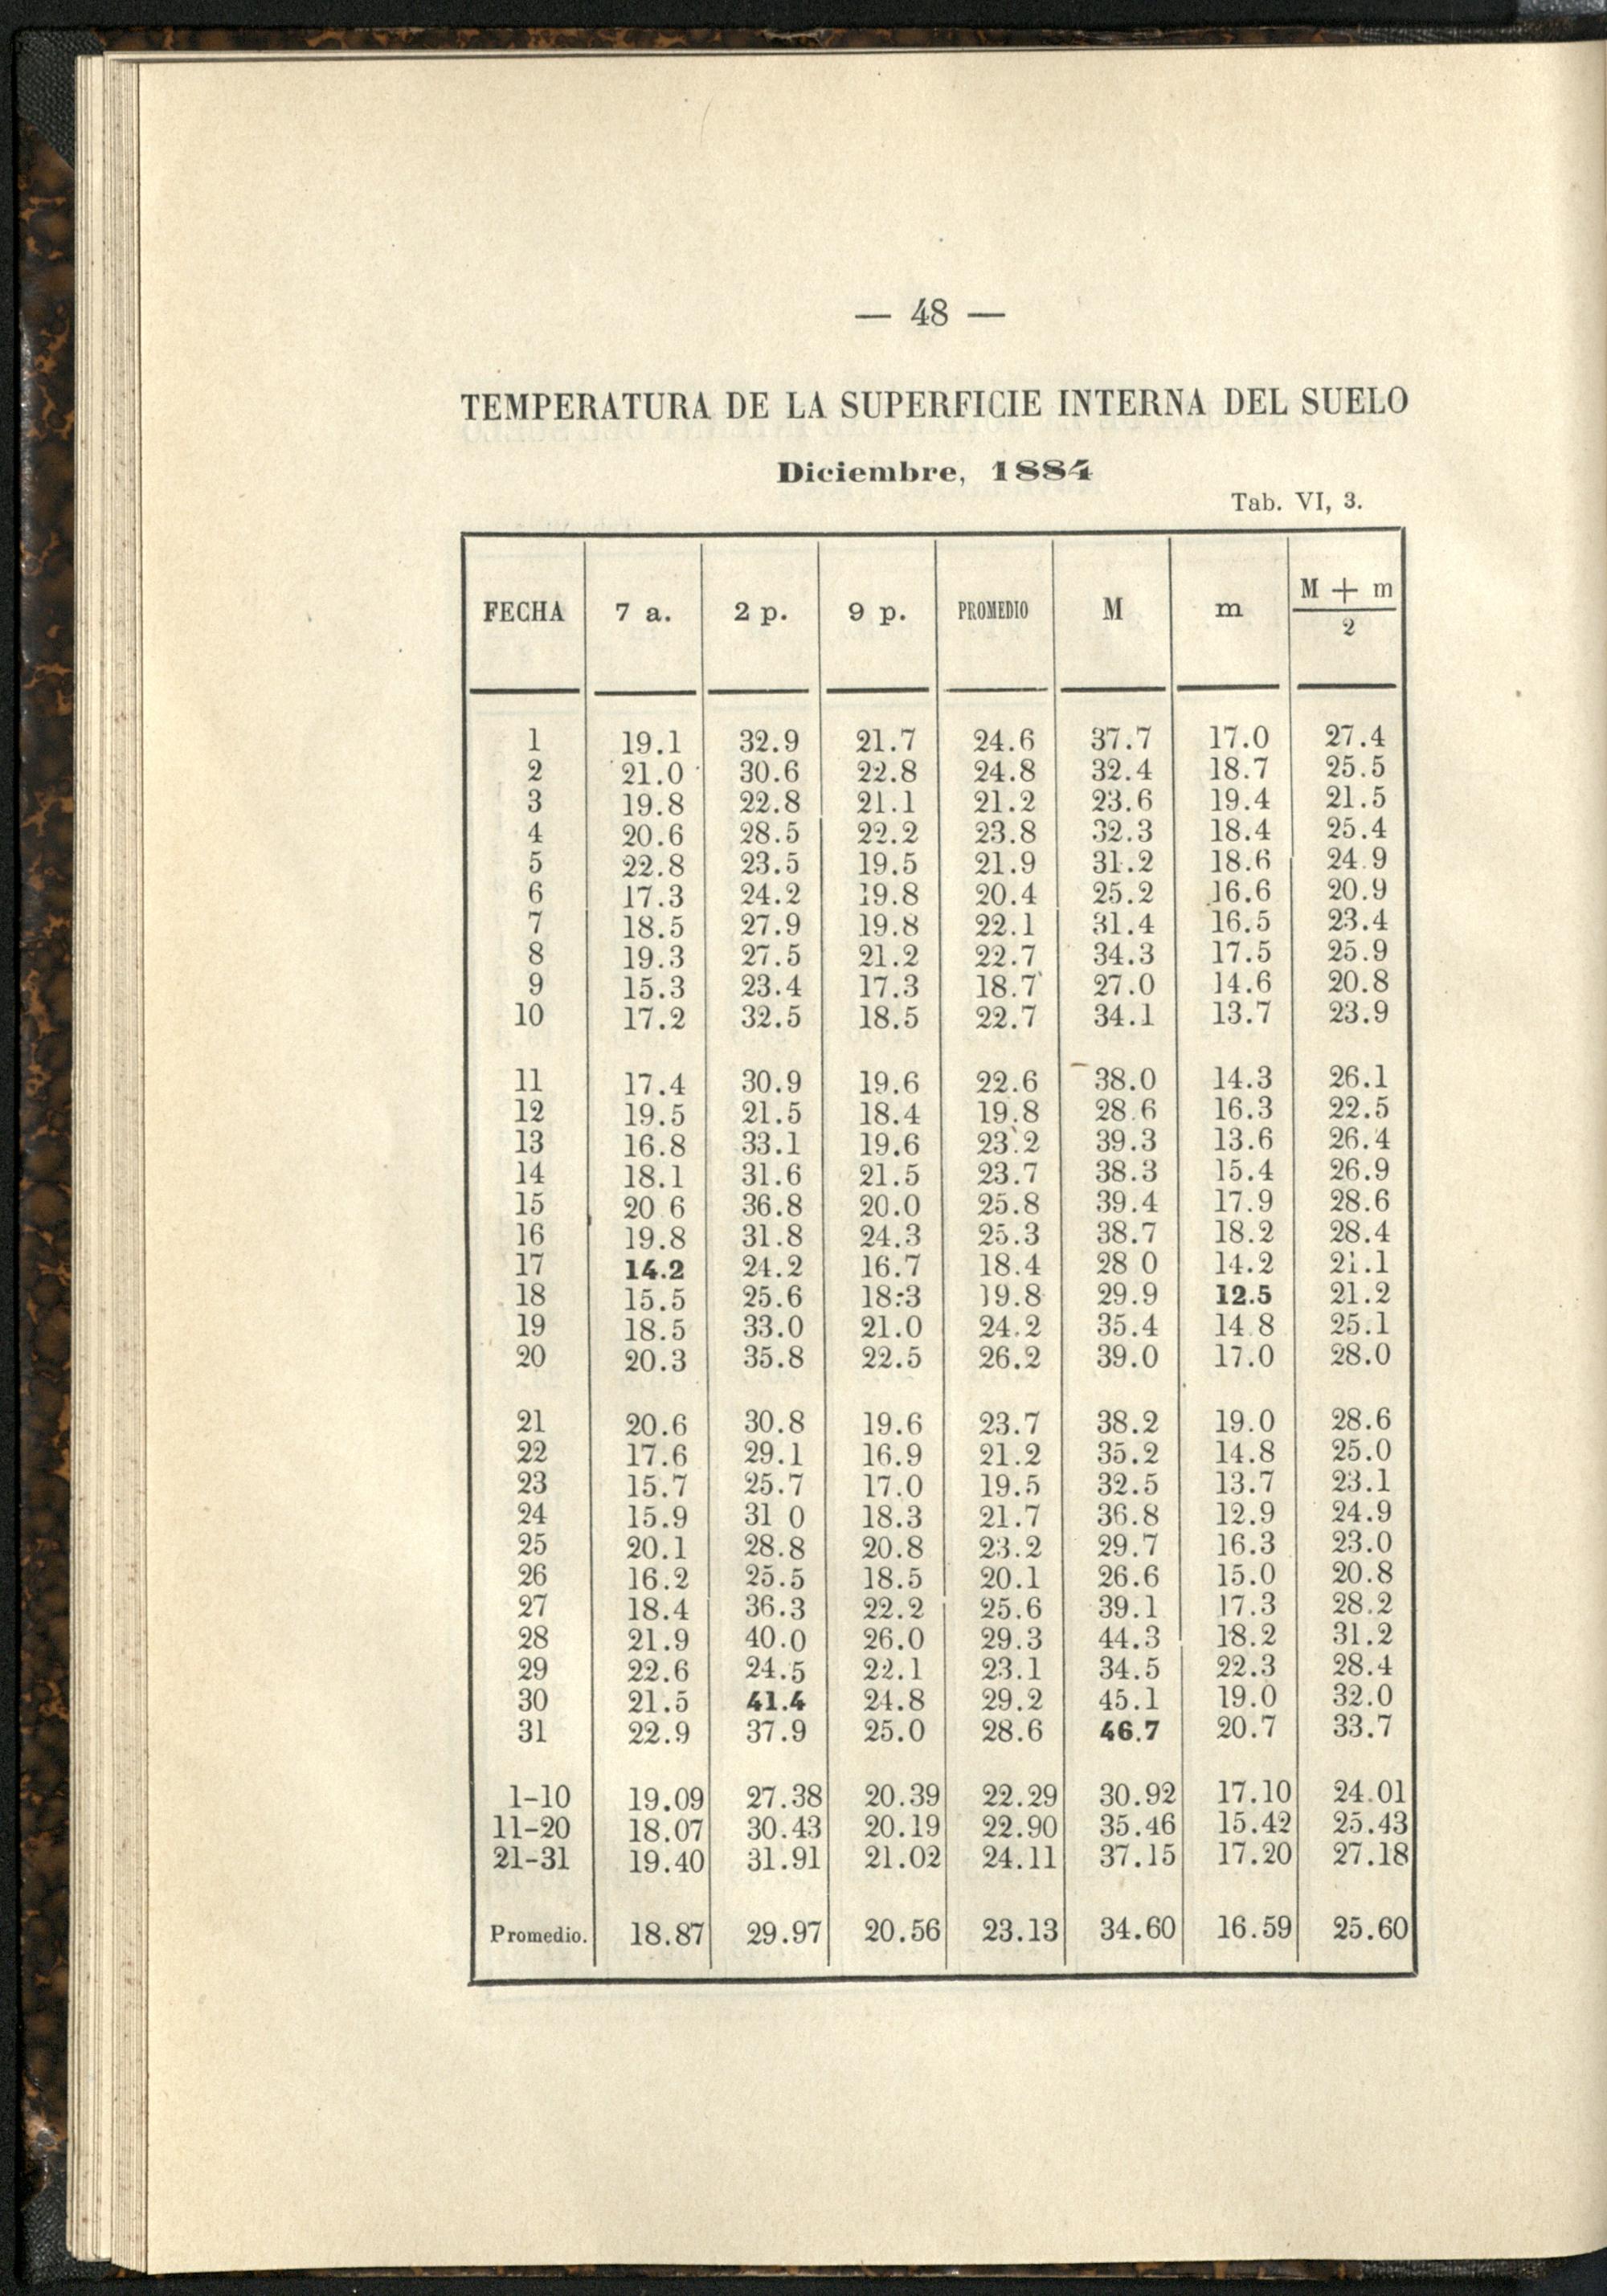 — 48 —
TEMPERATURA DE LA SUPERFICIE INTERNA DEL SUELO
Diciembre, 1884
Tab. VI, 3.
FECHA 7 a. 2 p. 9 p. PROMEDIO M m M + m / 2
1 19.1 32.9 21.7 24.6 37.7 17.0 27.4
2 21.0 30.6 22.8 24.8 32.4 18.7 25.5
3 19.8 22.8 21.1 21.2 23.6 19.4 21.5
4 20.6 28.5 22.2 23.8 32.3 18.4 25.4
5 22.8 23.5 19.5 21.9 31.2 18.6 24.9
6 17.3 24.2 19.8 20.4 25.2 16.6 20.9
7 18.5 27.9 19.8 22.1 31.4 16.5 23.4
8 19.3 27.5 21.2 22.7 34.3 17.5 25.9
9 15.3 23.4 17.3 18.7 27.0 14.6 20.8
10 17.2 32.5 18.5 22.7 34.1 13.7 23.9
11 17.4 30.9 19.6 22.6 38.0 14.3 26.1
12 19.5 21.5 18.4 19.8 28.6 16.3 22.5
13 16.8 33.1 19.6 23.2 39.3 13.6 26.4
14 18.1 31.6 21.5 23.7 38.3 15.4 26.9
15 20 6 36.8 20.0 25.8 39.4 17.9 28.6
16 19.8 31.8 24.3 25.3 38.7 18.2 28.4
17 14.2 24.2 16.7 18.4 28 0 14.2 21.1
18 15.5 25.6 18:3 19.8 29.9 12.5 21.2
19 18.5 33.0 21.0 24.2 35.4 14.8 25.1
20 20.3 35.8 22.5 26.2 39.0 17.0 28.0
21 20.6 30.8 19.6 23.7 38.2 19.0 28.6
22 17.6 29.1 16.9 21.2 35.2 14.8 25.0
23 15.7 25.7 17.0 19.5 32.5 13.7 23.1
24 15.9 31 0 18.3 21.7 36.8 12.9 24.9
25 20.1 28.8 20.8 23.2 29.7 16.3 23.0
26 16.2 25.5 18.5 20.1 26.6 15.0 20.8
27 18.4 36.3 22.2 25.6 39.1 17.3 28.2
28 21.9 40.0 26.0 29.3 44.3 18.2 31.2
29 22.6 24.5 22.1 23.1 34.5 22.3 28.4
30 21.5 41.4 24.8 29.2 45.1 19.0 32.0
31 22.9 37.9 25.0 28.6 46.7 20.7 33.7
1-10 19.09 27.38 20.39 22.29 30.92 17.10 24.01
11-20 18.07 30.43 20.19 22.90 35.46 15.42 25.43
21-31 19.40 31.91 21.02 24.11 37.15 17.20 27.18
Promedio. 18.87 29.97 20.56 23.13 34.60 16.59 25.60